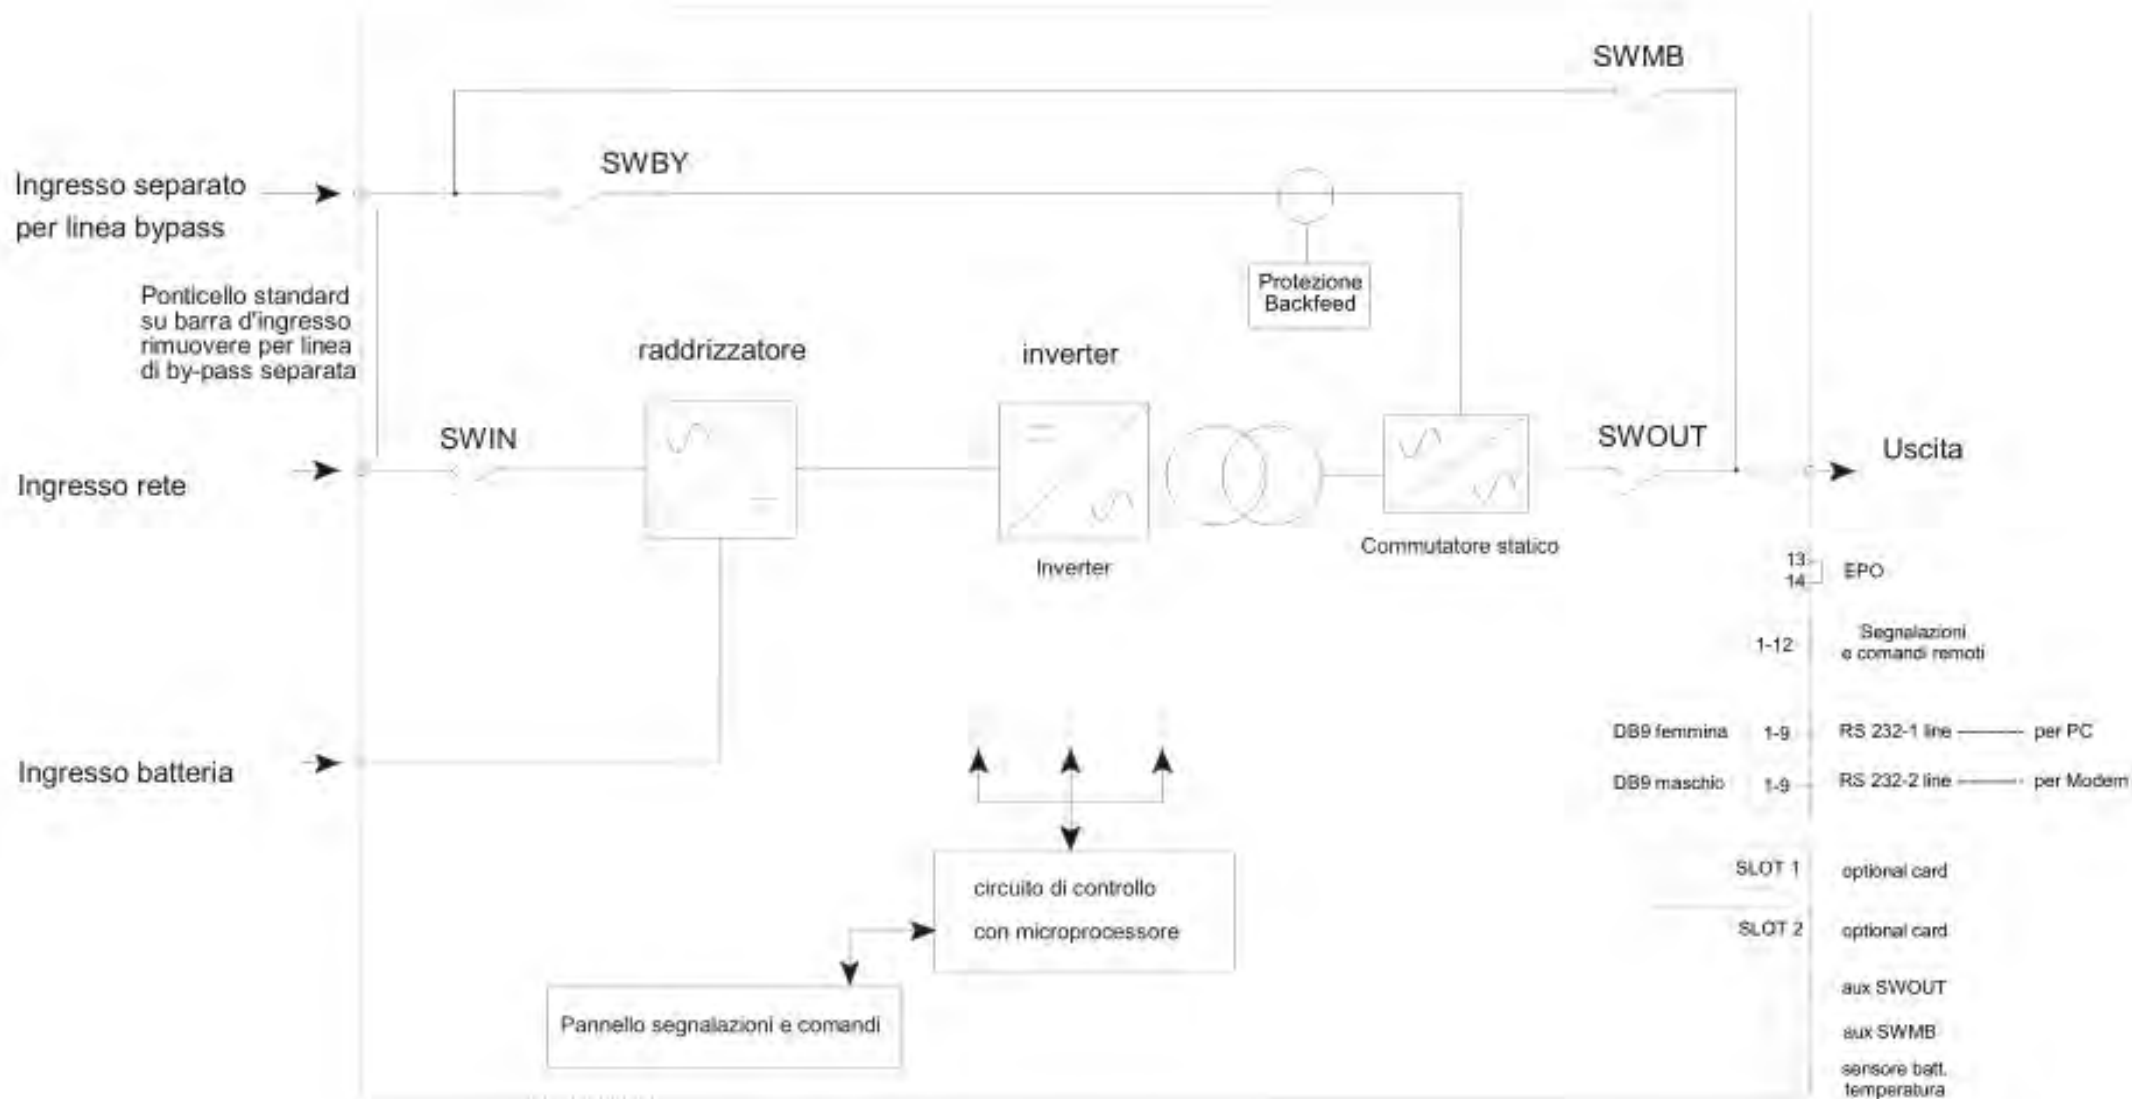 SWMB
SWBY
Ingresso separato
per linea bypass
Ponticello standard
su barra d'ingresso
rimuovere per linea
di by-pass separata
Protezione
Backfeed
raddrizzatore
inverter
SWIN
SWOUT
Uscita
Ingresso rete
Inverter
Commutatore statico
13
14
EPO
1-12
Segnalazioni
e comandi remoti
DB9 femmina 1-9 RS 232-1 line per PC
DB9 maschio 1-9 RS 232-2 line per Modem
Ingresso batteria
circuito di controllo
con microprocessore
SLOT 1 optional card
SLOT 2 optional card
Pannello segnalazioni e comandi
aux SWOUT
aux SWMB
sensore batt.
temperatura